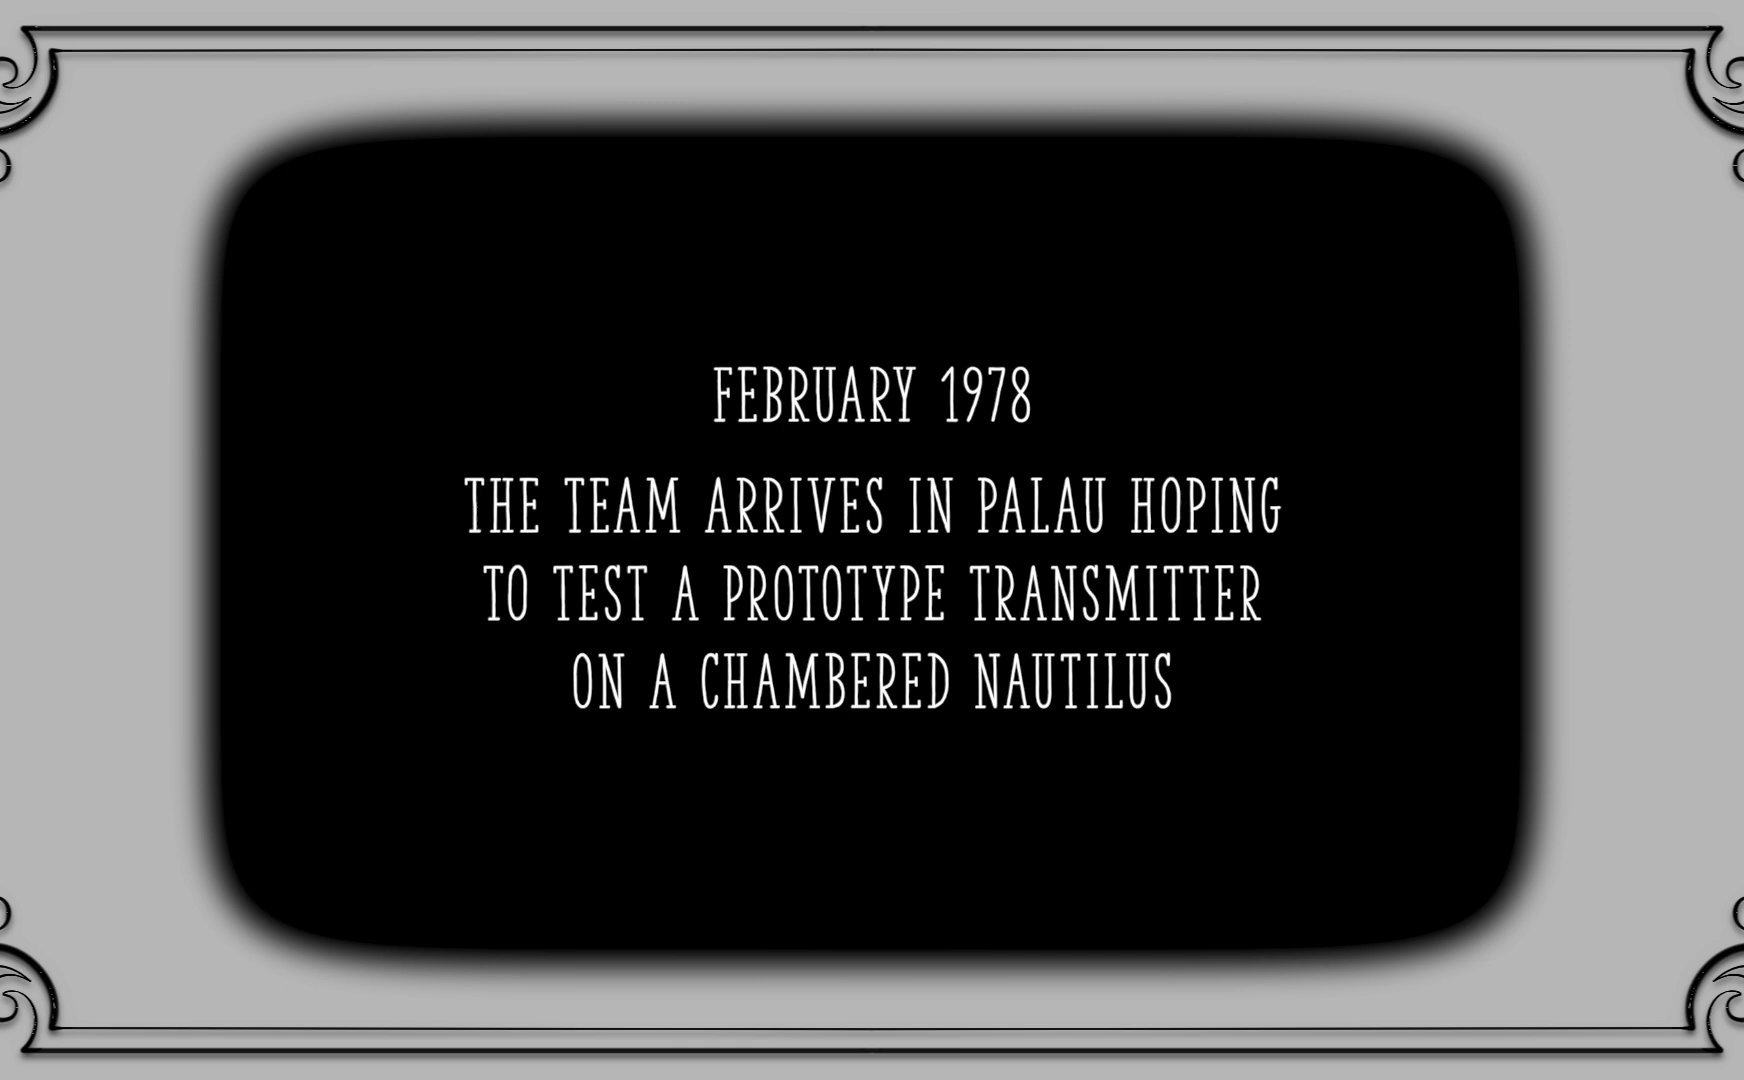 FEBRUARY 1978
THE TEAM ARRIVES IN PALAU HOPING
TO TEST A PROTOTYPE TRANSMITTER
ON A CHAMBERED NAUTILUS